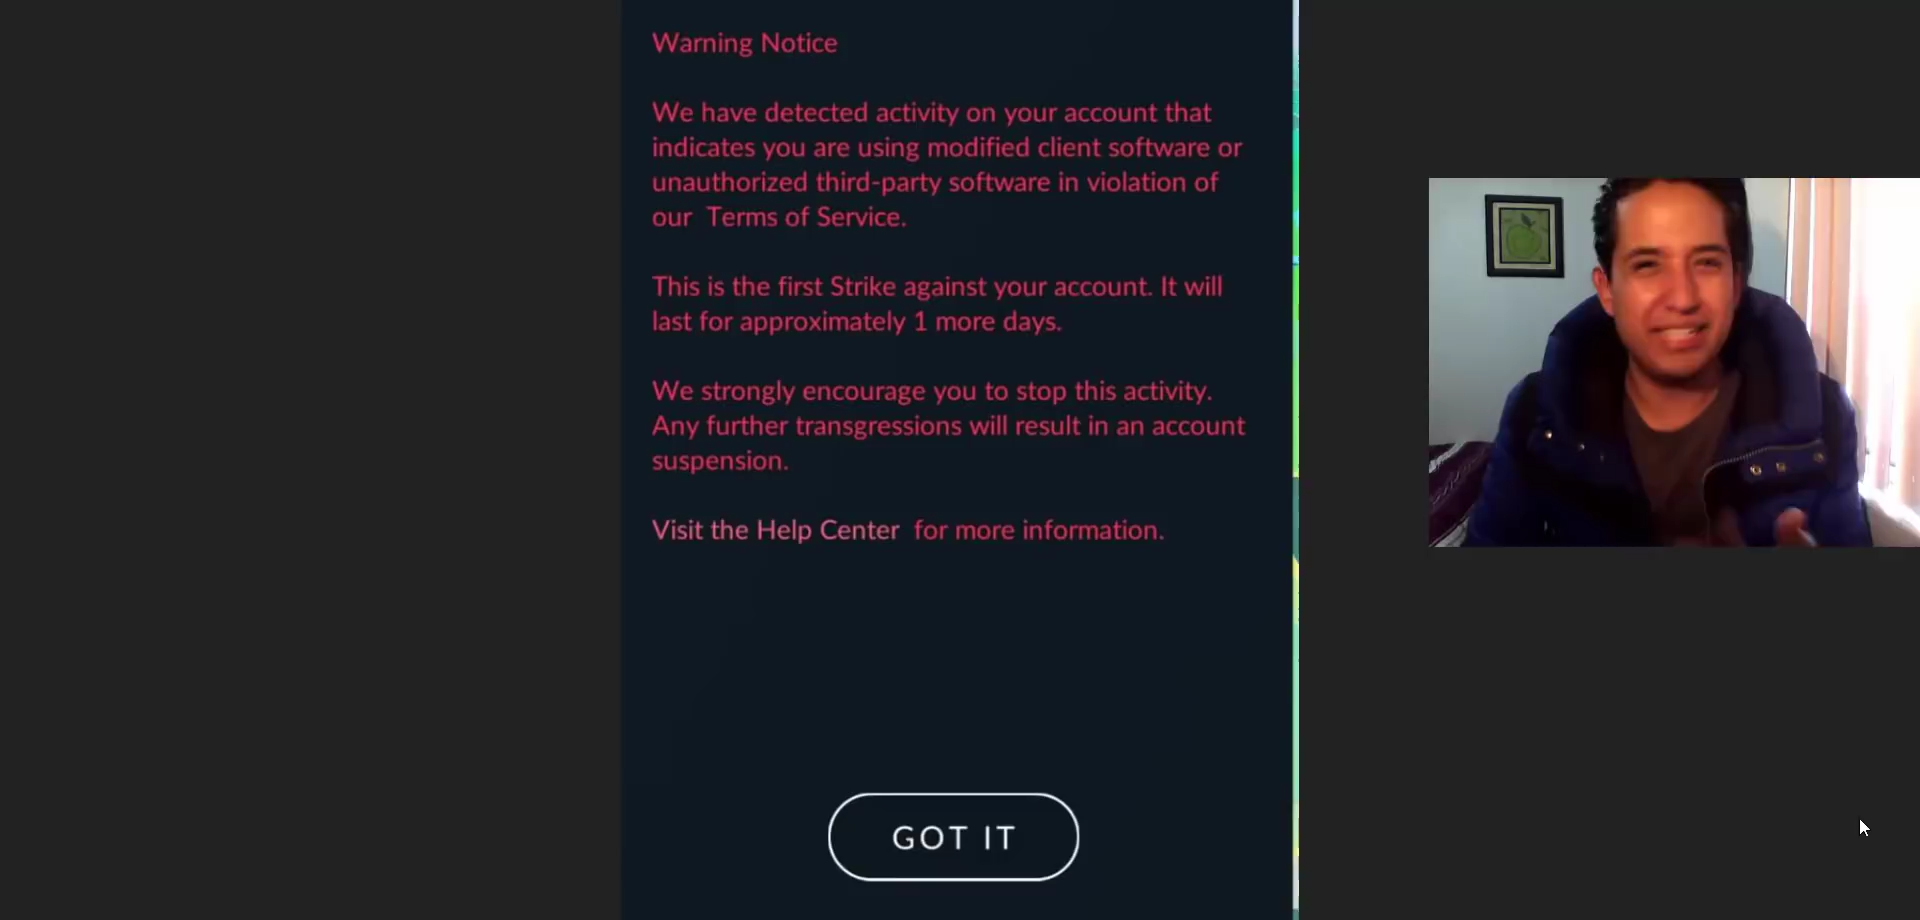 Warning Notice
We have detected activity on your account that
indicates you are using modified client software or
unauthorized third-party software in violation of
our Terms of Service.
This is the first Strike against your account. It will
last for approximately 1 more days.
We strongly encourage you to stop this activity.
Any further transgressions will result in an account
suspension.
Visit the Help Center for more information.
GOT IT